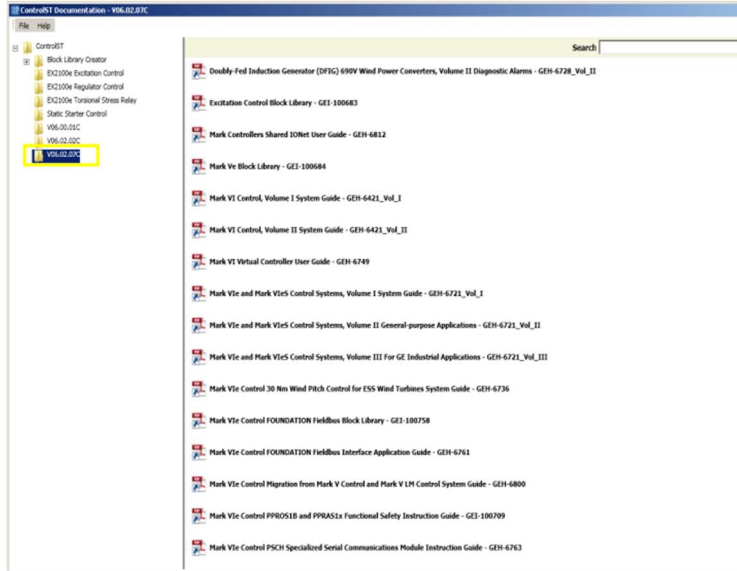 ControlST Documentation - V06.02.07C
File Help
ControlST
Block Library Creator
EX2100e Excitation Control
EX2100e Regulator Control
EX2100e Torsional Stress Relay
Static Starter Control
V06.00.01C
V06.02.02C
V06.02.07C
Search
Doubly-Fed Induction Generator (DFIG) 690V Wind Power Converters, Volume II Diagnostic Alarms - GEH-6728_Vol_II
Excitation Control Block Library - GEI-100683
Mark Controllers Shared IONet User Guide - GEH-6812
Mark Ve Block Library - GEI-100684
Mark VI Control, Volume I System Guide - GEH-6421_Vol_I
Mark VI Control, Volume II System Guide - GEH-6421_Vol_II
Mark VI Virtual Controller User Guide - GEH-6749
Mark VIe and Mark VIeS Control Systems, Volume I System Guide - GEH-6721_Vol_I
Mark VIe and Mark VIeS Control Systems, Volume II General-purpose Applications - GEH-6721_Vol_II
Mark VIe and Mark VIeS Control Systems, Volume III For GE Industrial Applications - GEH-6721_Vol_III
Mark VIe Control 30 Nm Wind Pitch Control for ESS Wind Turbines System Guide - GEH-6736
Mark VIe Control FOUNDATION Fieldbus Block Library - GEI-100758
Mark VIe Control FOUNDATION Fieldbus Interface Application Guide - GEH-6761
Mark VIe Control Migration from Mark V Control and Mark V LM Control System Guide - GEH-6800
Mark VIe Control PPROS1B and PPRAS1x Functional Safety Instruction Guide - GEI-100709
Mark VIe Control PSCH Specialized Serial Communications Module Instruction Guide - GEH-6763